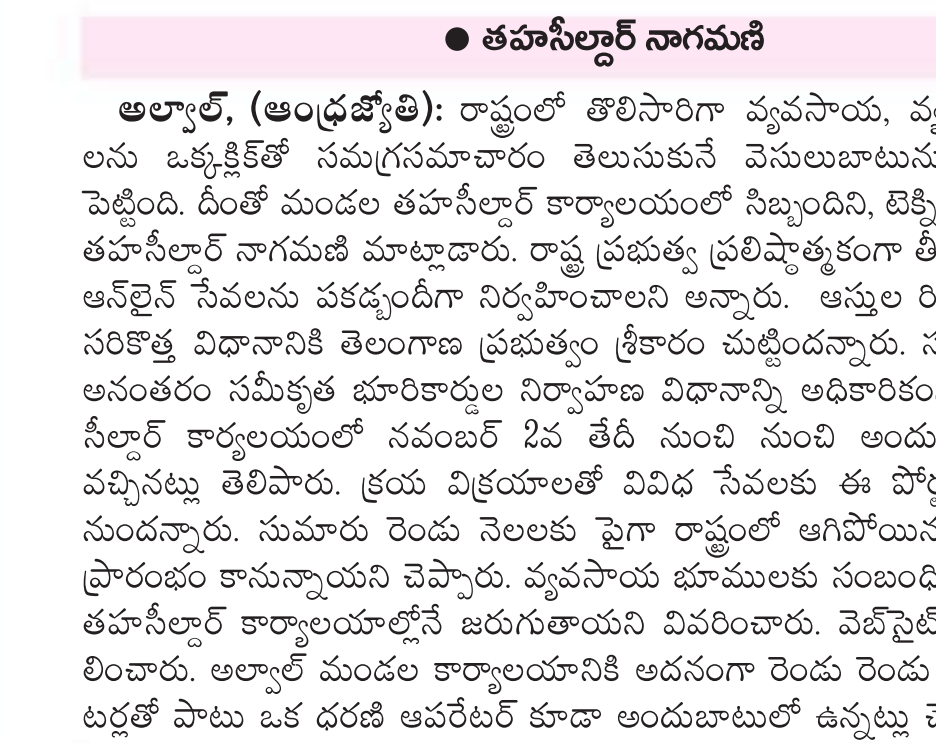 ● తహసీల్దార్ నాగమణి
అల్వాల్, (ఆంధ్రజ్యోతి): రాష్ట్రంలో తొలిసారిగా వ్యవసాయ,
లను ఒక్కక్లిక్‌తో సమగ్రసమాచారం తెలుసుకునే వెసులుబాటును
పెట్టింది. దీంతో మండల తహసీల్దార్ కార్యాలయంలో సిబ్బందిని,
తహసీల్దార్ నాగమణి మాట్లాడారు. రాష్ట్ర ప్రభుత్వ ప్రలిష్ఠాత్మకంగా
ఆన్‌లైన్ సేవలను పకడ్బందీగా నిర్వహించాలని అన్నారు. ఆస్తుల
సరికొత్త విధానానికి తెలంగాణ ప్రభుత్వం శ్రీకారం చుట్టిందన్నారు.
అనంతరం సమీకృత భూరికార్డుల నిర్వాహణ విధానాన్ని
సీల్దార్ కార్యలయంలో నవంబర్ 2వ తేదీ నుంచి నుంచి అందు
వచ్చినట్లు తెలిపారు. క్రయ విక్రయాలతో వివిధ సేవలకు ఈ
నుందన్నారు. సుమారు రెండు నెలలకు పైగా రాష్ట్రంలో ఆగిపోయిన
ప్రారంభం కానున్నాయని చెప్పారు. వ్యవసాయ భూములకు
తహసీల్దార్ కార్యాలయాల్లోనే జరుగుతాయని వివరించారు. వెబ్‌సైట్
లించారు. అల్వాల్ మండల కార్యాలయానికి అదనంగా రెండు రెండు
టర్లతో పాటు ఒక ధరణి ఆపరేటర్ కూడా అందుబాటులో ఉన్నట్లు